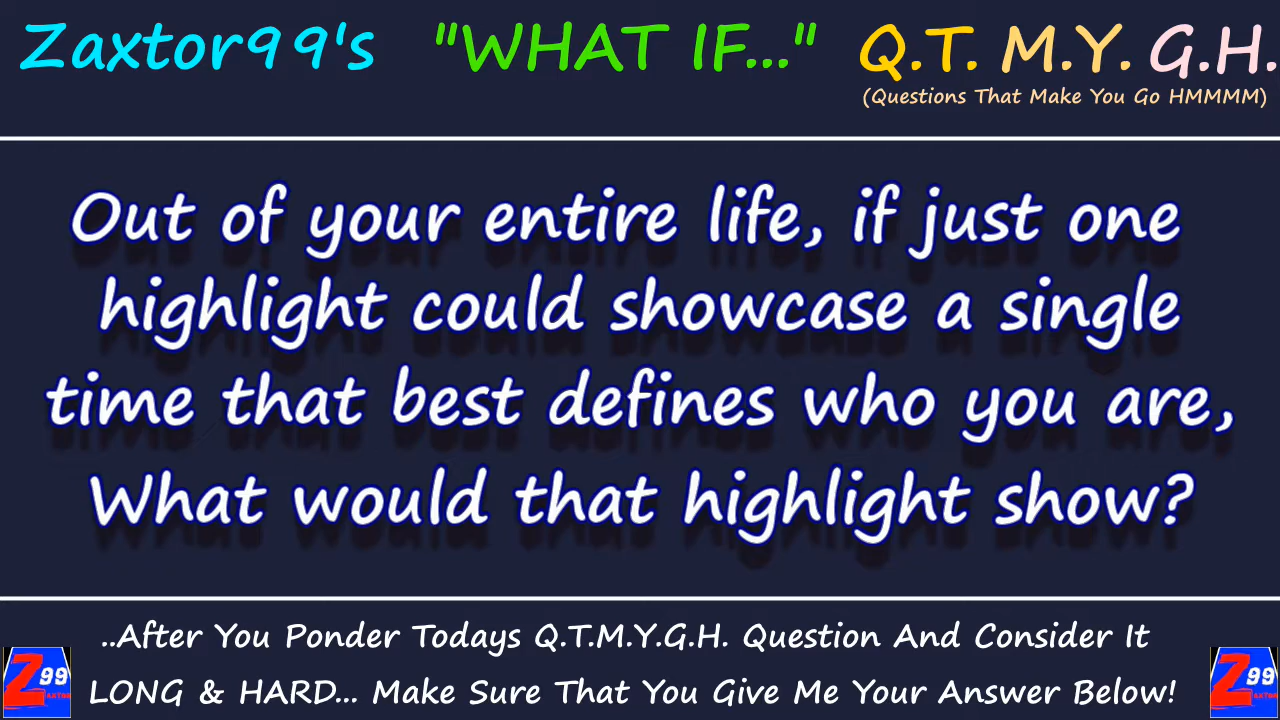 Zaxtor99's "WHAT IF..." Q.T. M.Y. G.H.
(Questions That Make You Go HMMMM)
Out of your entire life, if just one
highlight could showcase a single
time that best defines who you are,
What would that highlight show?
..After You Ponder Todays Q.T.M.Y.G.H. Question And Consider It
LONG & HARD... Make Sure That You Give Me Your Answer Below!
Z99 AXTOR
Z99 AXTOR